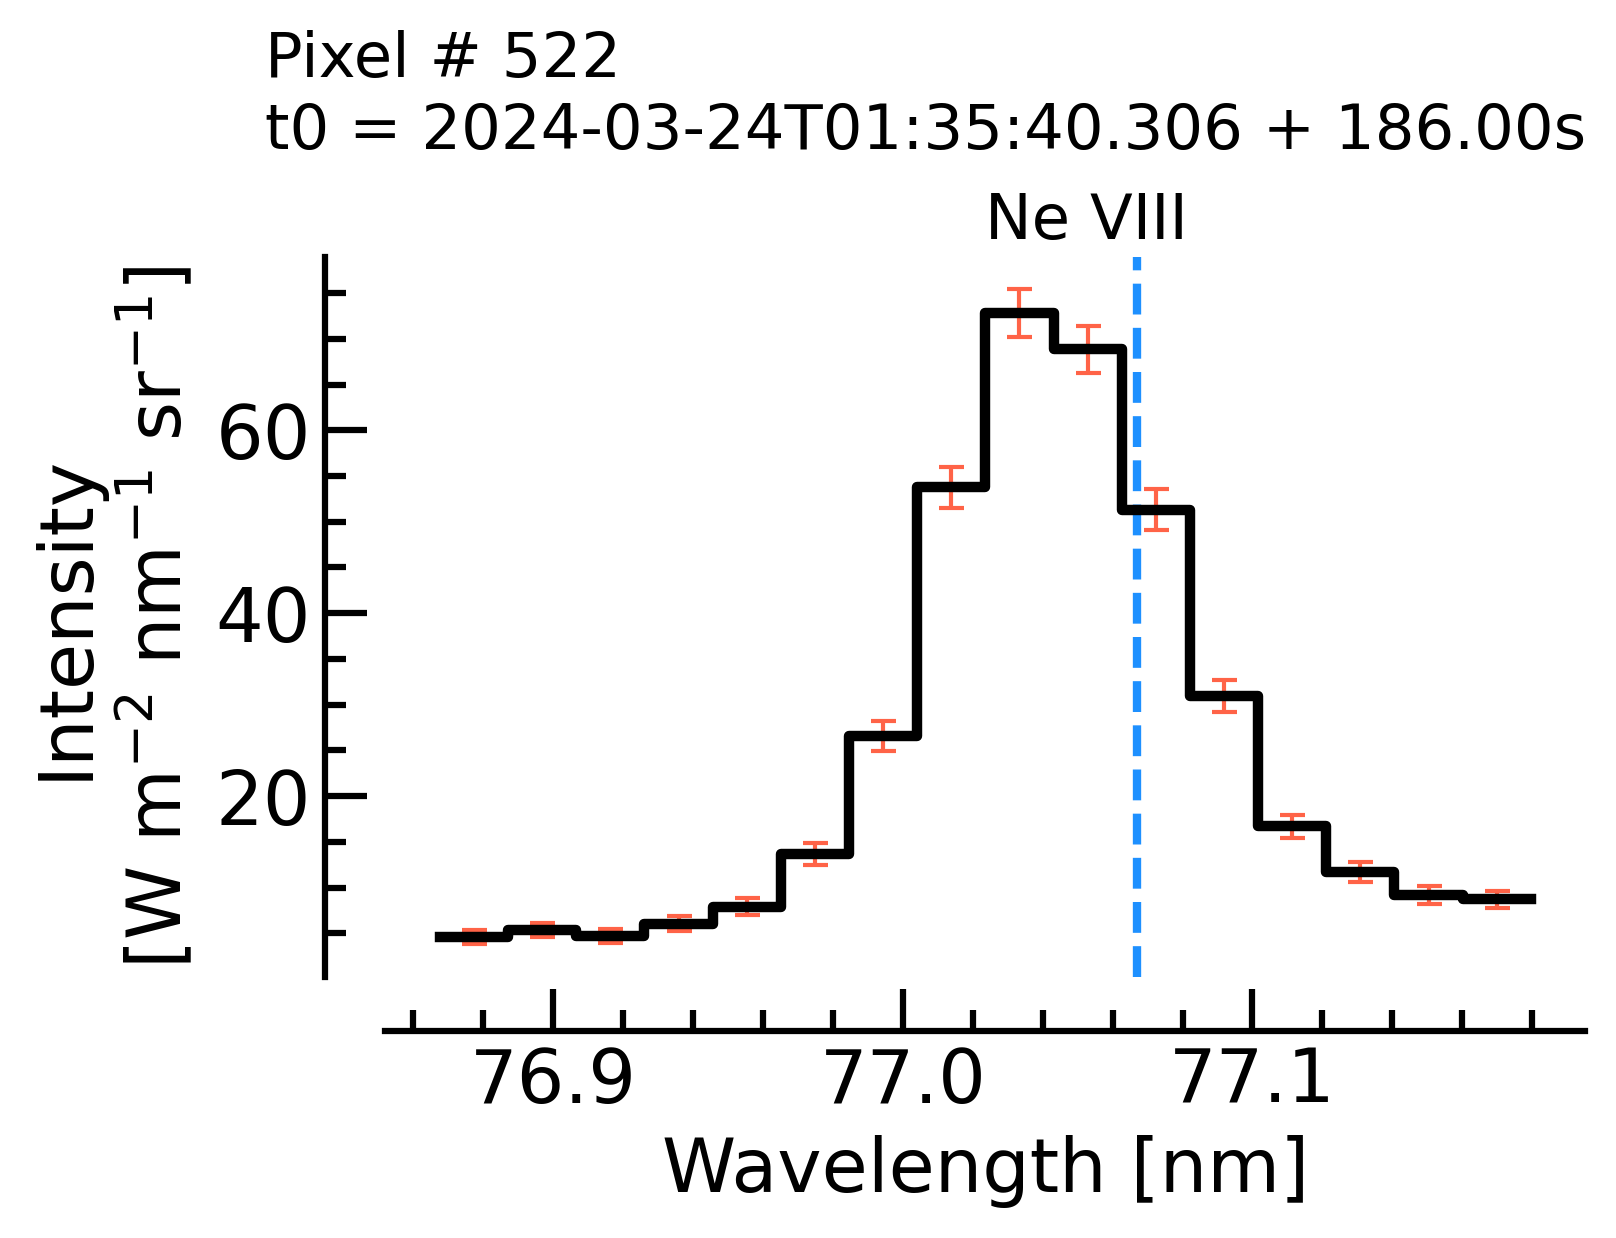 Pixel # 522
t0 = 2024-03-24T01:35:40.306 + 186.00s
Ne VIII
Intensity
[W m⁻² nm⁻¹ sr⁻¹]
60
40
20
76.9 77.0 77.1
Wavelength [nm]